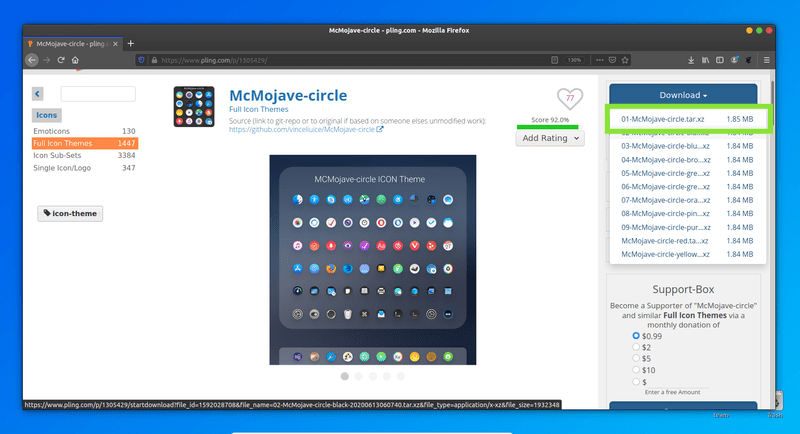 McMojave-circle - pling.com - Mozilla Firefox
McMojave-circle - pling.c
https://www.pling.com/p/1305429/
130%
Icons
Emoticons 130
Full Icon Themes 1447
Icon Sub-Sets 3384
Single Icon/Logo 347
icon-theme
McMojave-circle
Full Icon Themes
Source (link to git-repo or to original if based on someone elses unmodified work):
https://github.com/vinceliuice/McMojave-circle
77
Score 92.0%
Add Rating
McMojave-circle ICON Theme
Download
01-McMojave-circle.tar.xz 1.85 MB
03-McMojave-circle-blu...xz 1.84 MB
04-McMojave-circle-bro...xz 1.84 MB
05-McMojave-circle-gre...xz 1.84 MB
06-McMojave-circle-gre...xz 1.84 MB
07-McMojave-circle-ora...xz 1.84 MB
08-McMojave-circle-pin...xz 1.84 MB
09-McMojave-circle-pur...xz 1.84 MB
McMojave-circle-red.ta...xz 1.84 MB
McMojave-circle-yellow...xz 1.84 MB
Support-Box
Become a Supporter of "McMojave-circle"
and similar Full Icon Themes via a
monthly donation of
$0.99
$2
$5
$10
$
Enter a free Amount
https://www.pling.com/p/1305429/startdownload?file_id=1592028708&file_name=02-McMojave-circle-black-20200613060740.tar.xz&file_type=application/x-xz&file_size=1932348